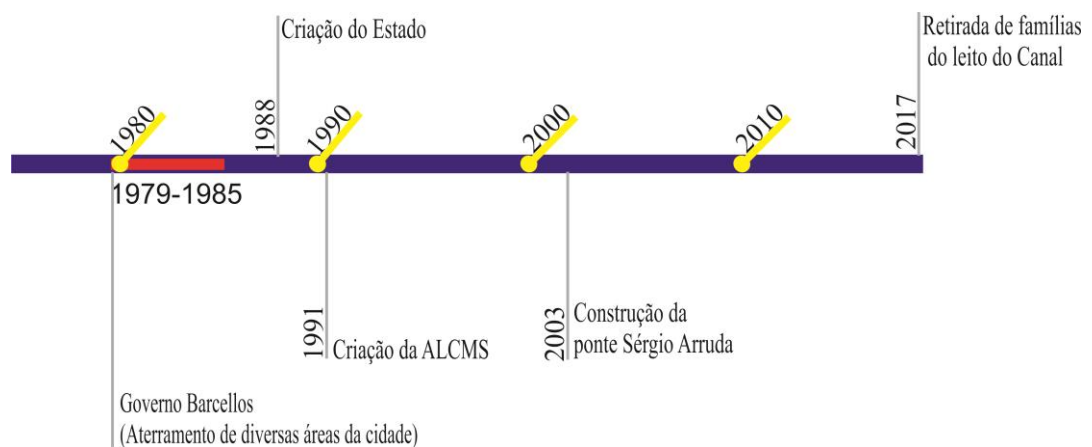 Criação do Estado
Retirada de famílias
do leito do Canal
1980
1988
1990
2000
2010
2017
1979-1985
1991
Criação da ALCMS
2003
Construção da
ponte Sérgio Arruda
Governo Barcellos
(Aterramento de diversas áreas da cidade)